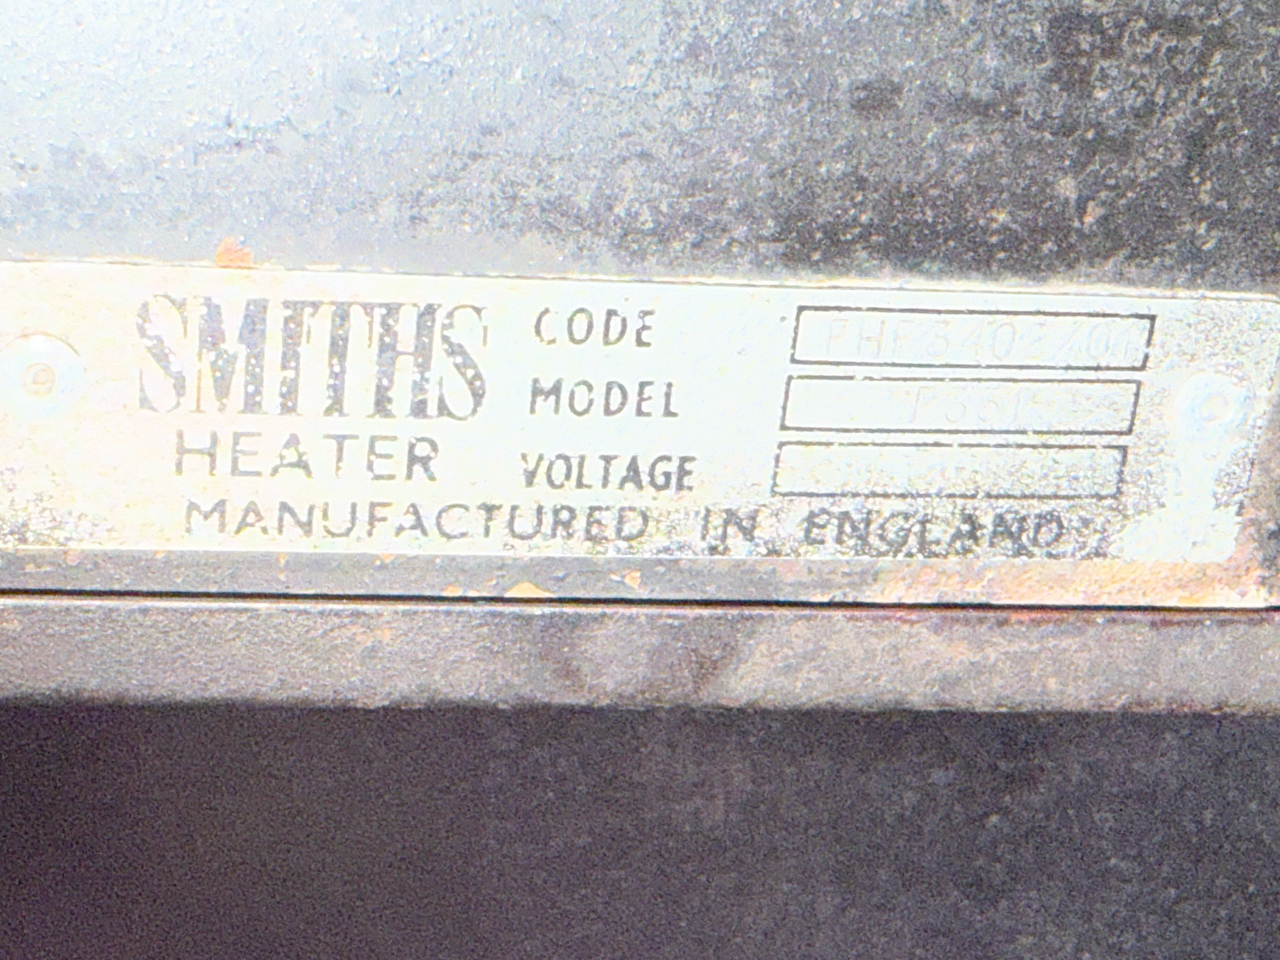 SMITHS
HEATER
CODE
MODEL
VOLTAGE
MANUFACTURED IN ENGLAND